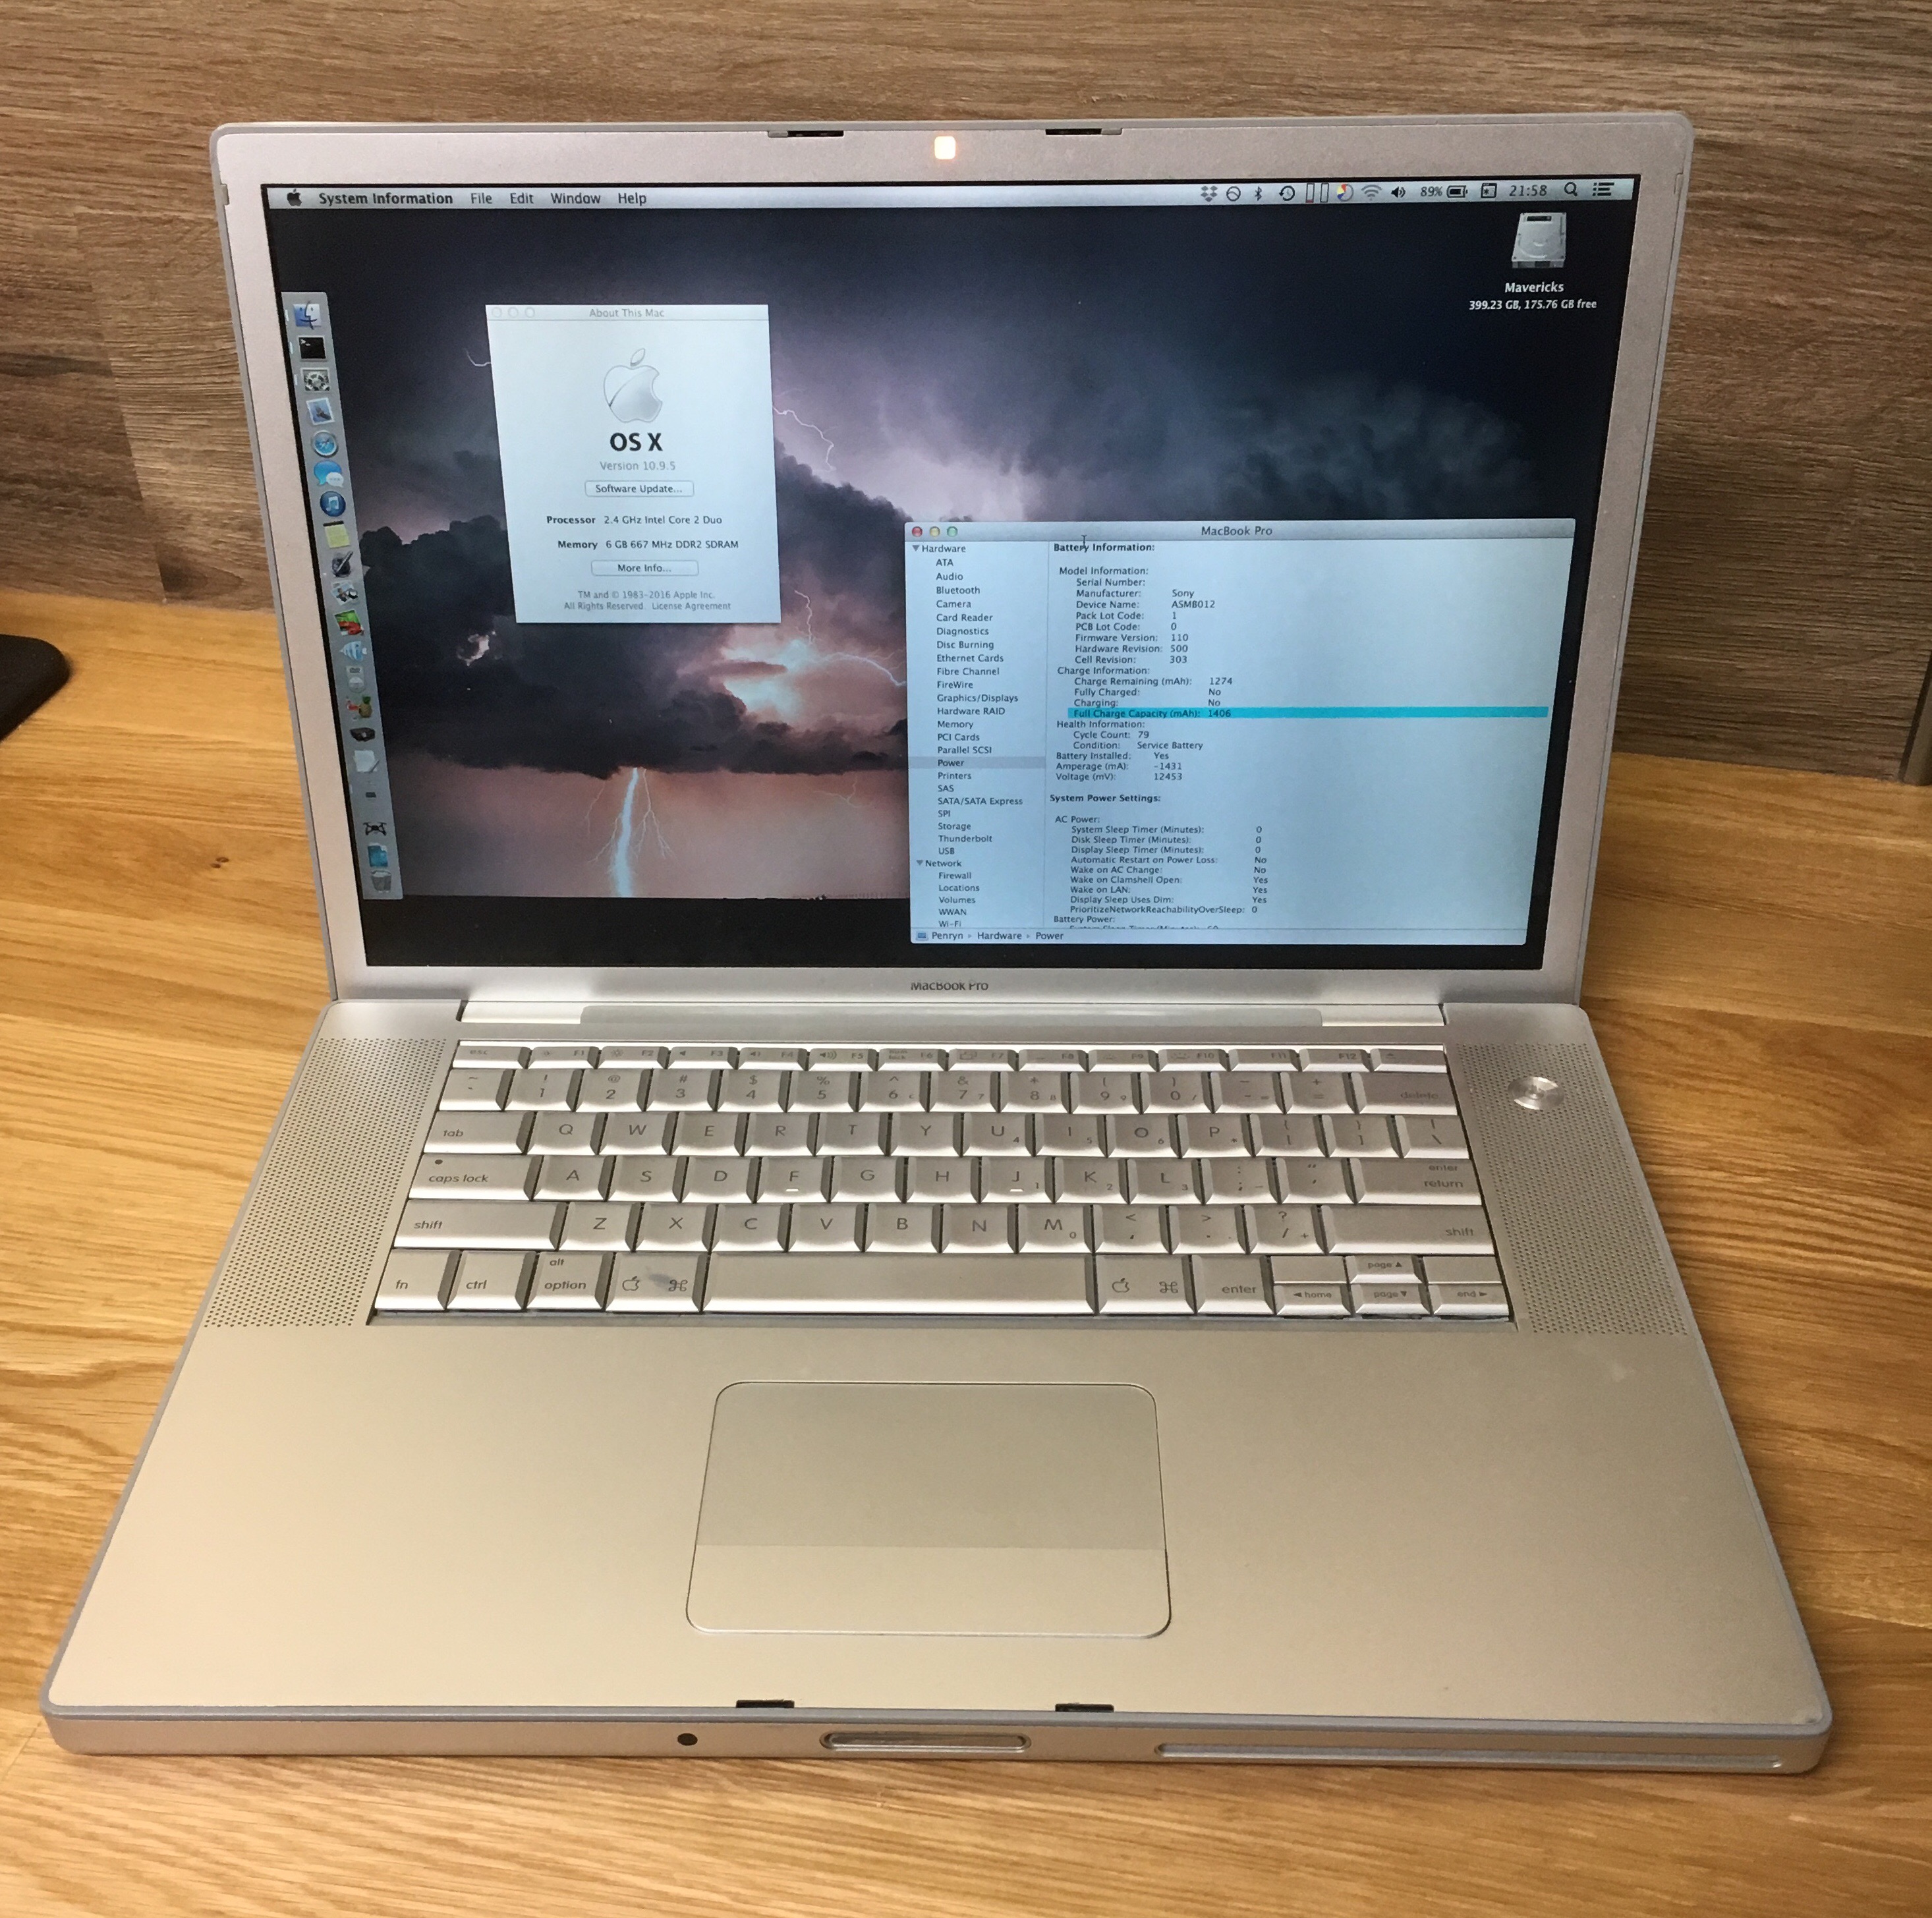 System Information File Edit Window Help
89% 21:58
Mavericks
399.23 GB, 175.76 GB free
About This Mac
OS X
Version 10.9.5
Software Update...
Processor 2.4 GHz Intel Core 2 Duo
Memory 6 GB 667 MHz DDR2 SDRAM
More Info...
TM and © 1983-2016 Apple Inc.
All Rights Reserved. License Agreement
MacBook Pro
Hardware
ATA
Audio
Bluetooth
Camera
Card Reader
Diagnostics
Disc Burning
Ethernet Cards
Fibre Channel
FireWire
Graphics/Displays
Hardware RAID
Memory
PCI Cards
Parallel SCSI
Power
Printers
SAS
SATA/SATA Express
SPI
Storage
Thunderbolt
USB
Network
Firewall
Locations
Volumes
WWAN
Wi-Fi
Battery Information:
Model Information:
Serial Number:
Manufacturer: Sony
Device Name: ASMB012
Pack Lot Code: 1
PCB Lot Code: 0
Firmware Version: 110
Hardware Revision: 500
Cell Revision: 303
Charge Information:
Charge Remaining (mAh): 1274
Fully Charged: No
Charging: No
Full Charge Capacity (mAh): 1406
Health Information:
Cycle Count: 79
Condition: Service Battery
Battery Installed: Yes
Amperage (mA): -1431
Voltage (mV): 12453
System Power Settings:
AC Power:
System Sleep Timer (Minutes): 0
Disk Sleep Timer (Minutes): 0
Display Sleep Timer (Minutes): 0
Automatic Restart on Power Loss: No
Wake on AC Change: No
Wake on Clamshell Open: Yes
Wake on LAN: Yes
Display Sleep Uses Dim: Yes
PrioritizeNetworkReachabilityOverSleep: 0
Battery Power:
Penryn Hardware Power
MacBook Pro
esc F1 F2 F3 F4 F5 F6 F7 F8 F9 F10 F11 F12
~ ! @ # $ % ^ & * ( ) _ +
` 1 2 3 4 5 6 7 8 9 0 - = delete
tab Q W E R T Y U 4 I 5 O 6 P { [ } ] | \
caps lock A S D F G H J 1 K 2 L 3 : ; " ' enter return
shift Z X C V B N M 0 < , > . ? / + shift
fn ctrl alt option ⌘ ⌘ enter home page ▲ page ▼ end